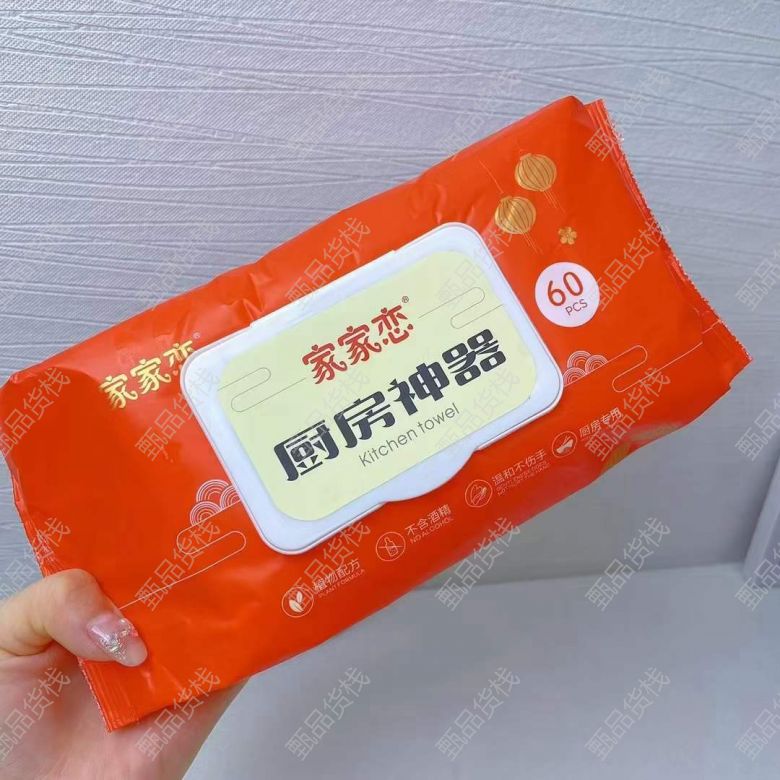 家家恋®
家家恋®
厨房神器
Kitchen towel
60
PCS
植物配方
PLANT FORMULA
不含酒精
NO ALCOHOL
温和不伤手
厨房专用
甄品货栈